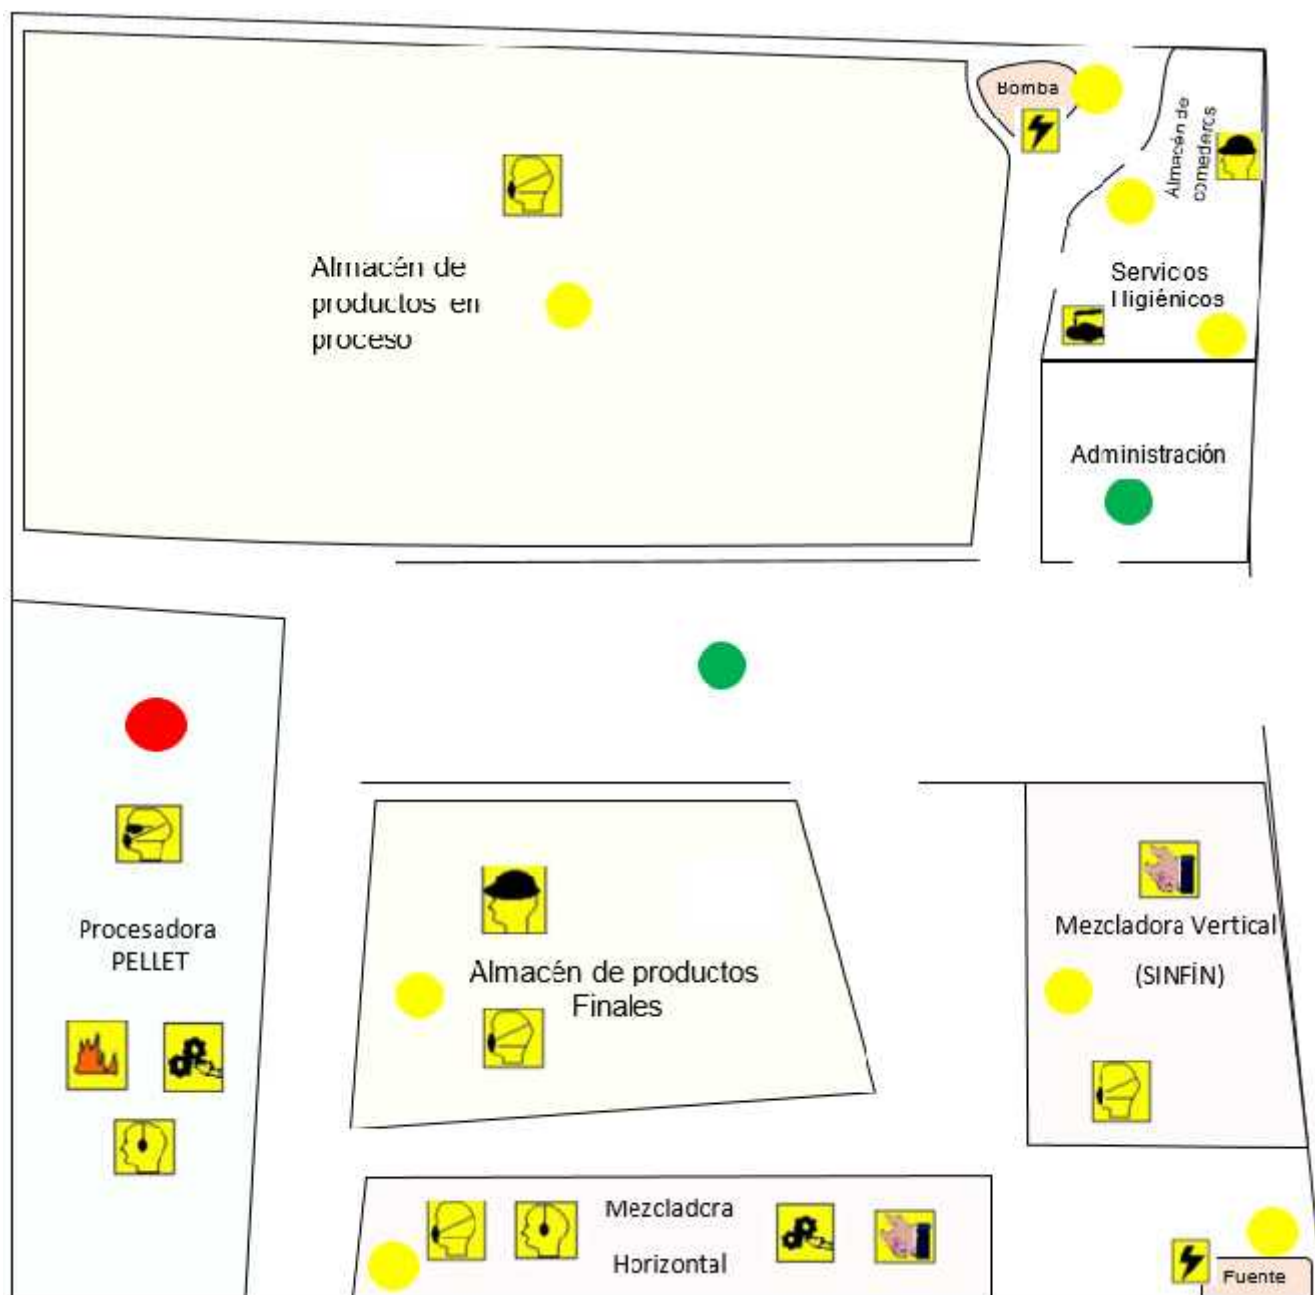 Bomba
Almacén de
comederos
Almacén de
productos en
proceso
Servicios
Higiénicos
Administración
Procesadora
PELLET
Almacén de productos
Finales
Mezcladora Vertical
(SINFÍN)
Mezcladora
Horizontal
Fuente